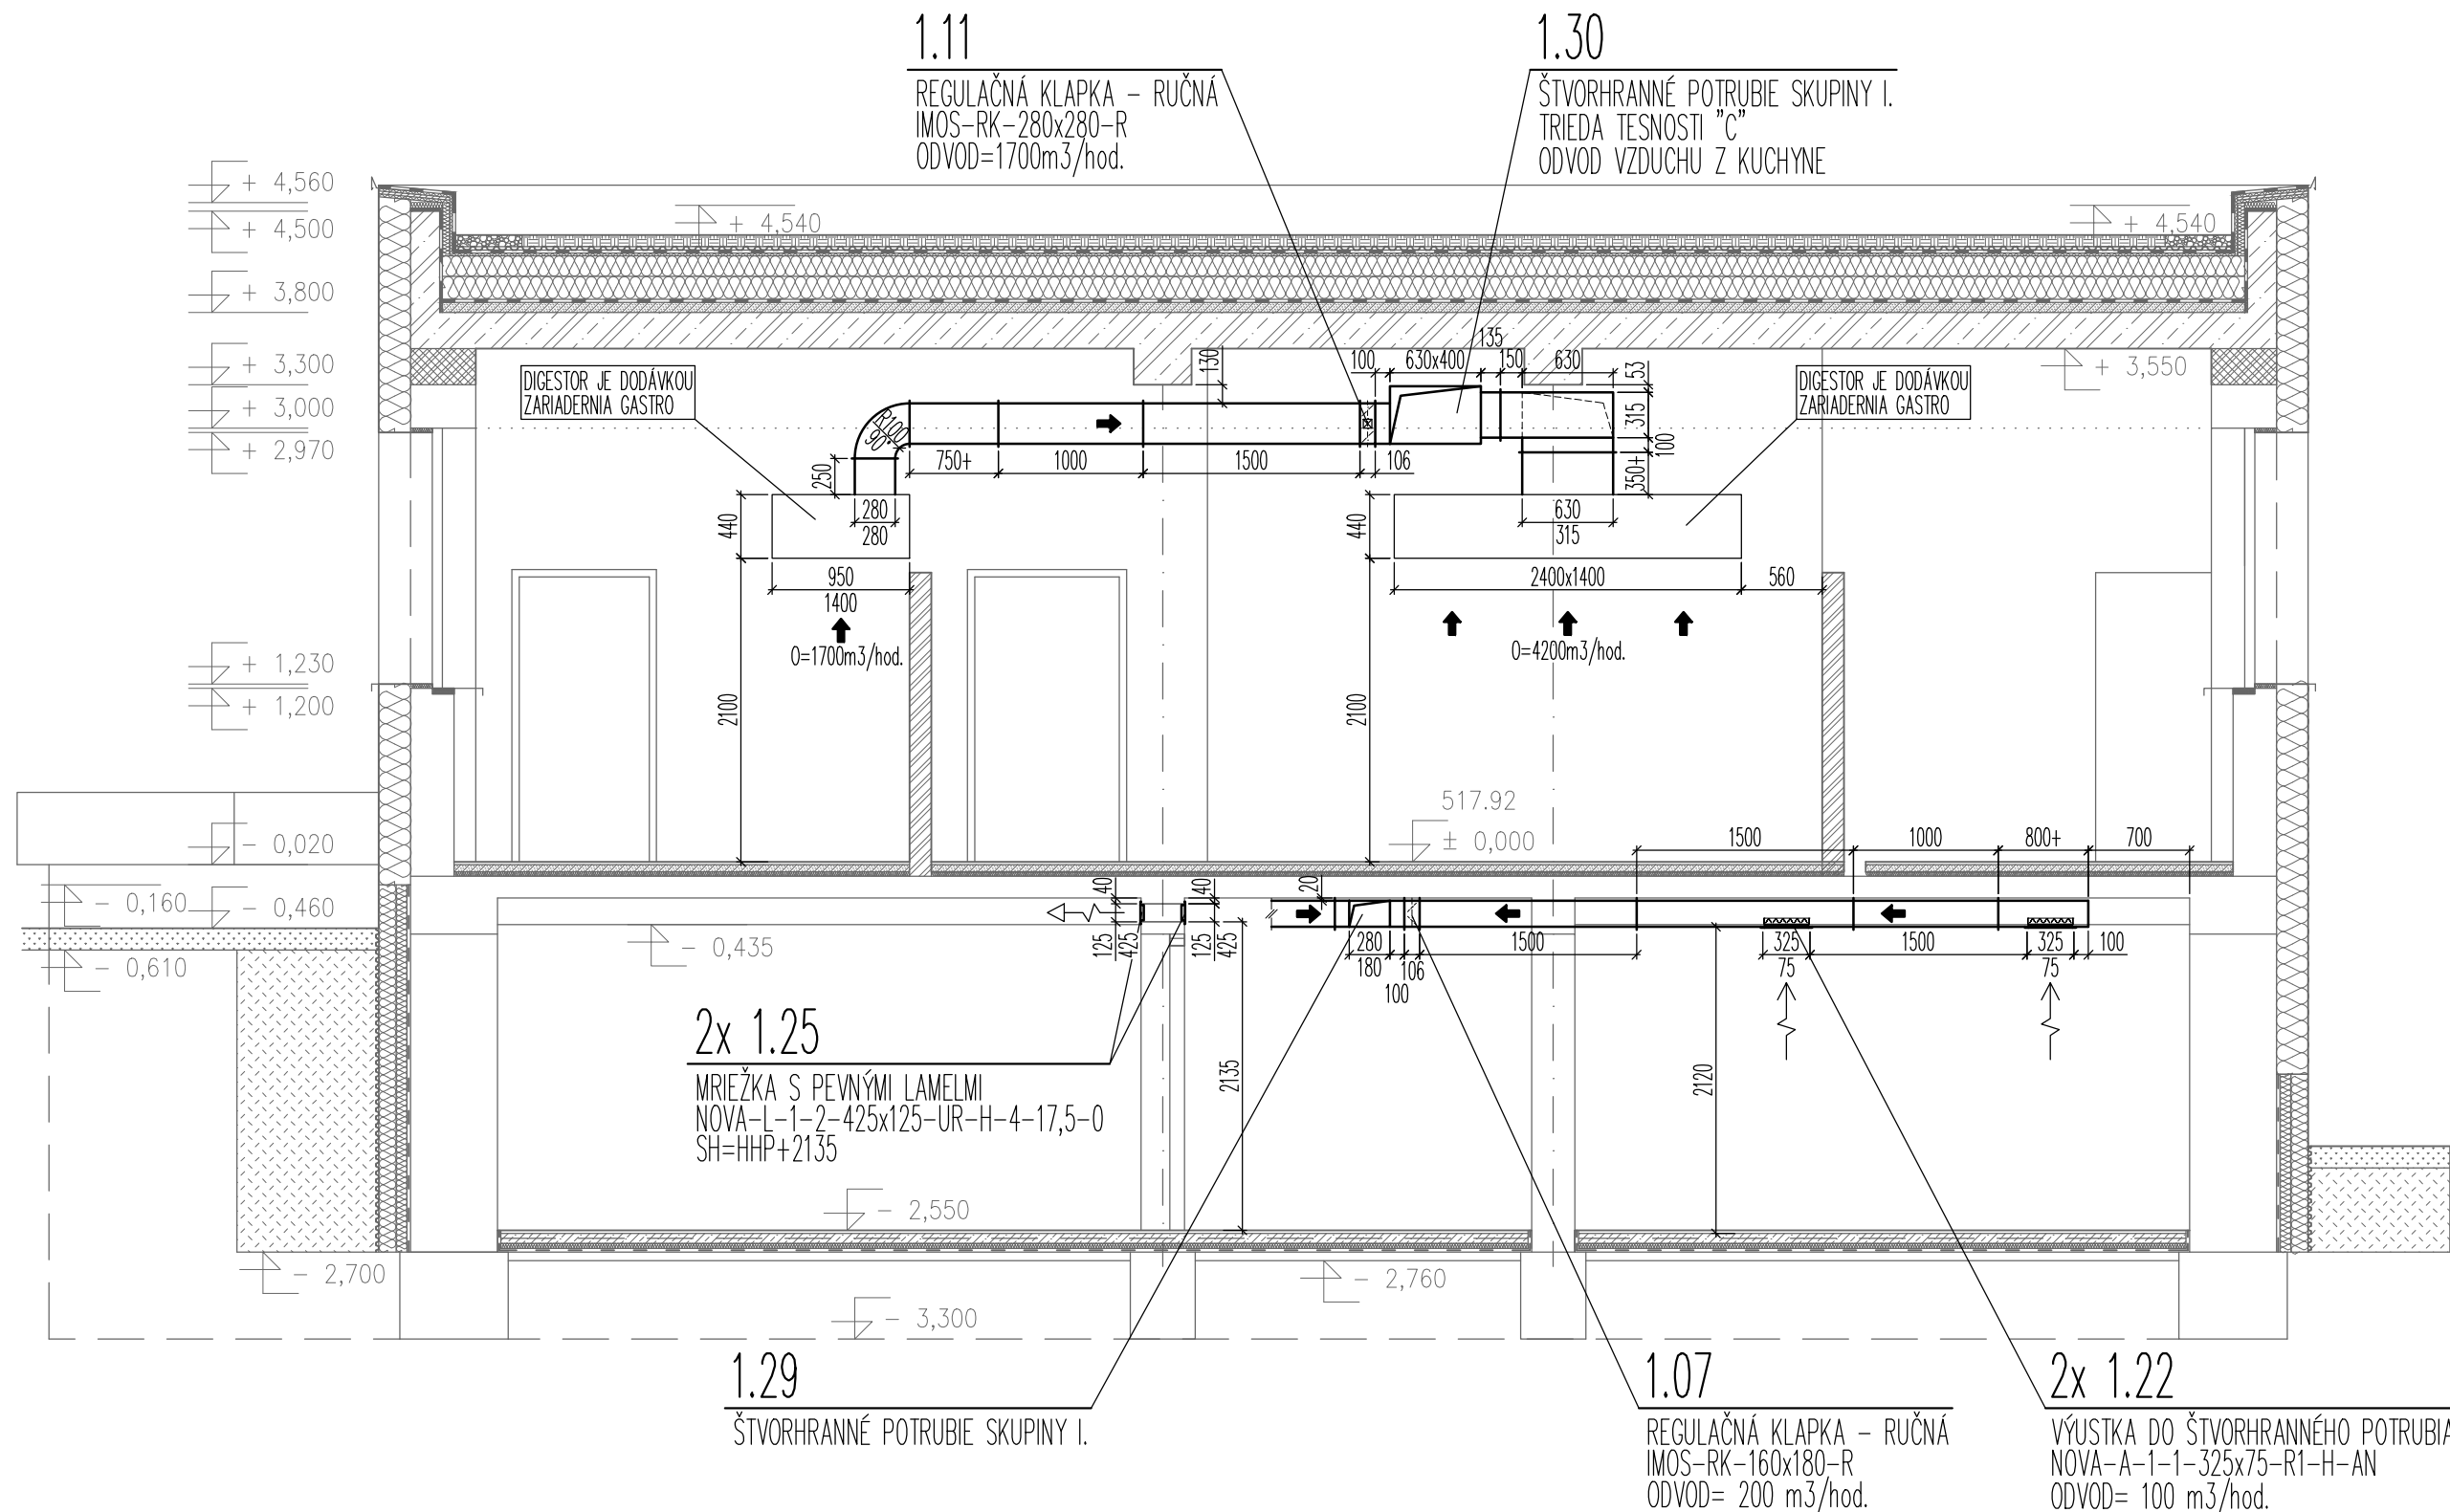 1.11
REGULAČNÁ KLAPKA – RUČNÁ
IMOS–RK–280x280–R
ODVOD=1700m3/hod.
1.30
ŠTVORHRANNÉ POTRUBIE SKUPINY I.
TRIEDA TESNOSTI "C"
ODVOD VZDUCHU Z KUCHYNE
+ 4,560
+ 4,500
+ 3,800
+ 3,300
+ 3,000
+ 2,970
+ 1,230
+ 1,200
- 0,020
- 0,160
- 0,460
- 0,610
+ 4,540
+ 4,540
+ 3,550
DIGESTOR JE DODÁVKOU
ZARIADERNIA GASTRO
DIGESTOR JE DODÁVKOU
ZARIADERNIA GASTRO
130
100
630x400
135
150
630
53
315
100
350+
R100
90°
250
750+
1000
1500
106
280
280
630
315
440
440
950
1400
2400x1400
560
O=1700m3/hod.
O=4200m3/hod.
2100
2100
517.92
± 0,000
1500
1000
800+
700
40
40
20
125
425
125
425
280
180
106
100
1500
325
75
1500
325
75
100
- 0,435
2135
2120
2x 1.25
MRIEŽKA S PEVNÝMI LAMELMI
NOVA–L–1–2–425x125–UR–H–4–17,5–0
SH=HHP+2135
- 2,550
- 2,700
- 2,760
- 3,300
1.29
ŠTVORHRANNÉ POTRUBIE SKUPINY I.
1.07
REGULAČNÁ KLAPKA – RUČNÁ
IMOS–RK–160x180–R
ODVOD= 200 m3/hod.
2x 1.22
VÝUSTKA DO ŠTVORHRANNÉHO POTRUBIA
NOVA–A–1–1–325x75–R1–H–AN
ODVOD= 100 m3/hod.